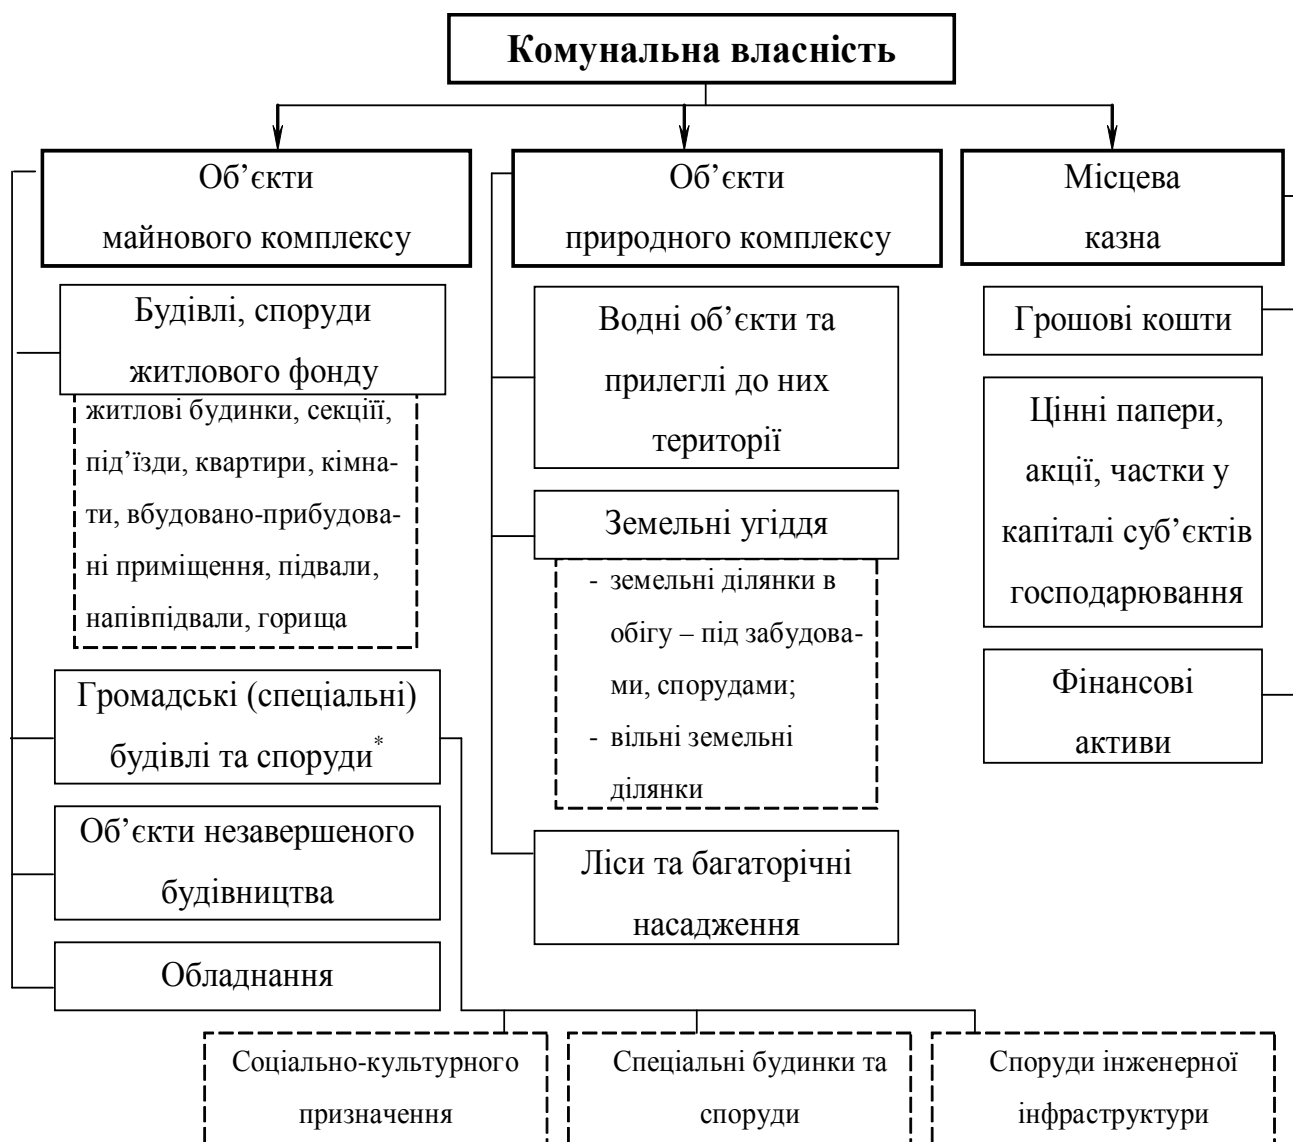 Комунальна власність
Об’єкти
майнового комплексу
Будівлі, споруди
житлового фонду
житлові будинки, секціїї,
під’їзди, квартири, кімна-
ти, вбудовано-прибудова-
ні приміщення, підвали,
напівпідвали, горища
Громадські (спеціальні)
будівлі та споруди*
Об’єкти незавершеного
будівництва
Обладнання
Об’єкти
природного комплексу
Водні об’єкти та
прилеглі до них
території
Земельні угіддя
- земельні ділянки в
обігу – під забудова-
ми, спорудами;
- вільні земельні
ділянки
Ліси та багаторічні
насадження
Місцева
казна
Грошові кошти
Цінні папери,
акції, частки у
капіталі суб’єктів
господарювання
Фінансові
активи
Соціально-культурного
призначення
Спеціальні будинки та
споруди
Споруди інженерної
інфраструктури